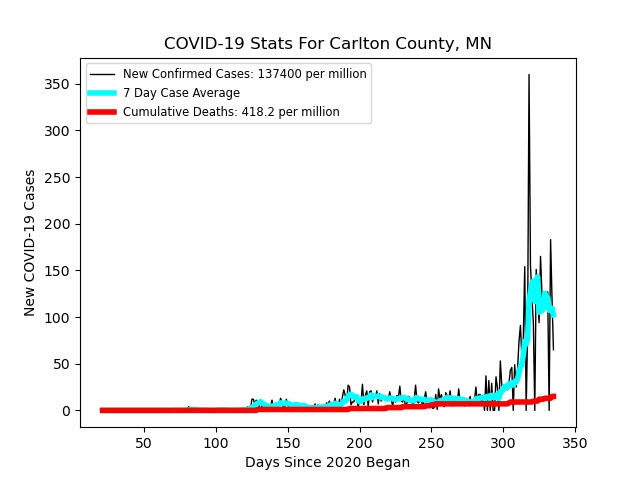 COVID-19 Stats For Carlton County, MN
New Confirmed Cases: 137400 per million
7 Day Case Average
Cumulative Deaths: 418.2 per million
New COVID-19 Cases
350
300
250
200
150
100
50
0
50 100 150 200 250 300 350
Days Since 2020 Began